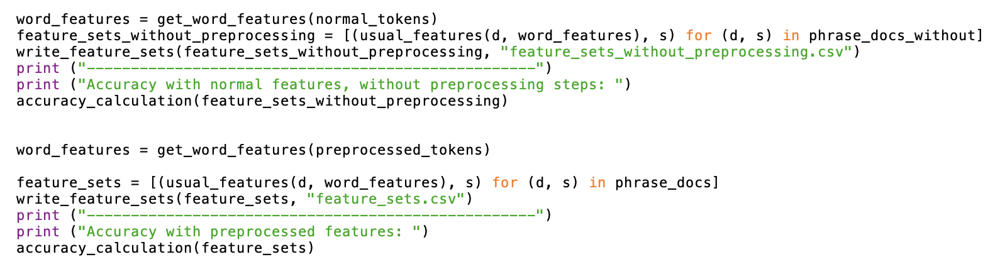 word_features = get_word_features(normal_tokens)
feature_sets_without_preprocessing = [(usual_features(d, word_features), s) for (d, s) in phrase_docs_without]
write_feature_sets(feature_sets_without_preprocessing, "feature_sets_without_preprocessing.csv")
print ("---------------------------------------------------")
print ("Accuracy with normal features, without preprocessing steps: ")
accuracy_calculation(feature_sets_without_preprocessing)
word_features = get_word_features(preprocessed_tokens)
feature_sets = [(usual_features(d, word_features), s) for (d, s) in phrase_docs]
write_feature_sets(feature_sets, "feature_sets.csv")
print ("---------------------------------------------------")
print ("Accuracy with preprocessed features: ")
accuracy_calculation(feature_sets)